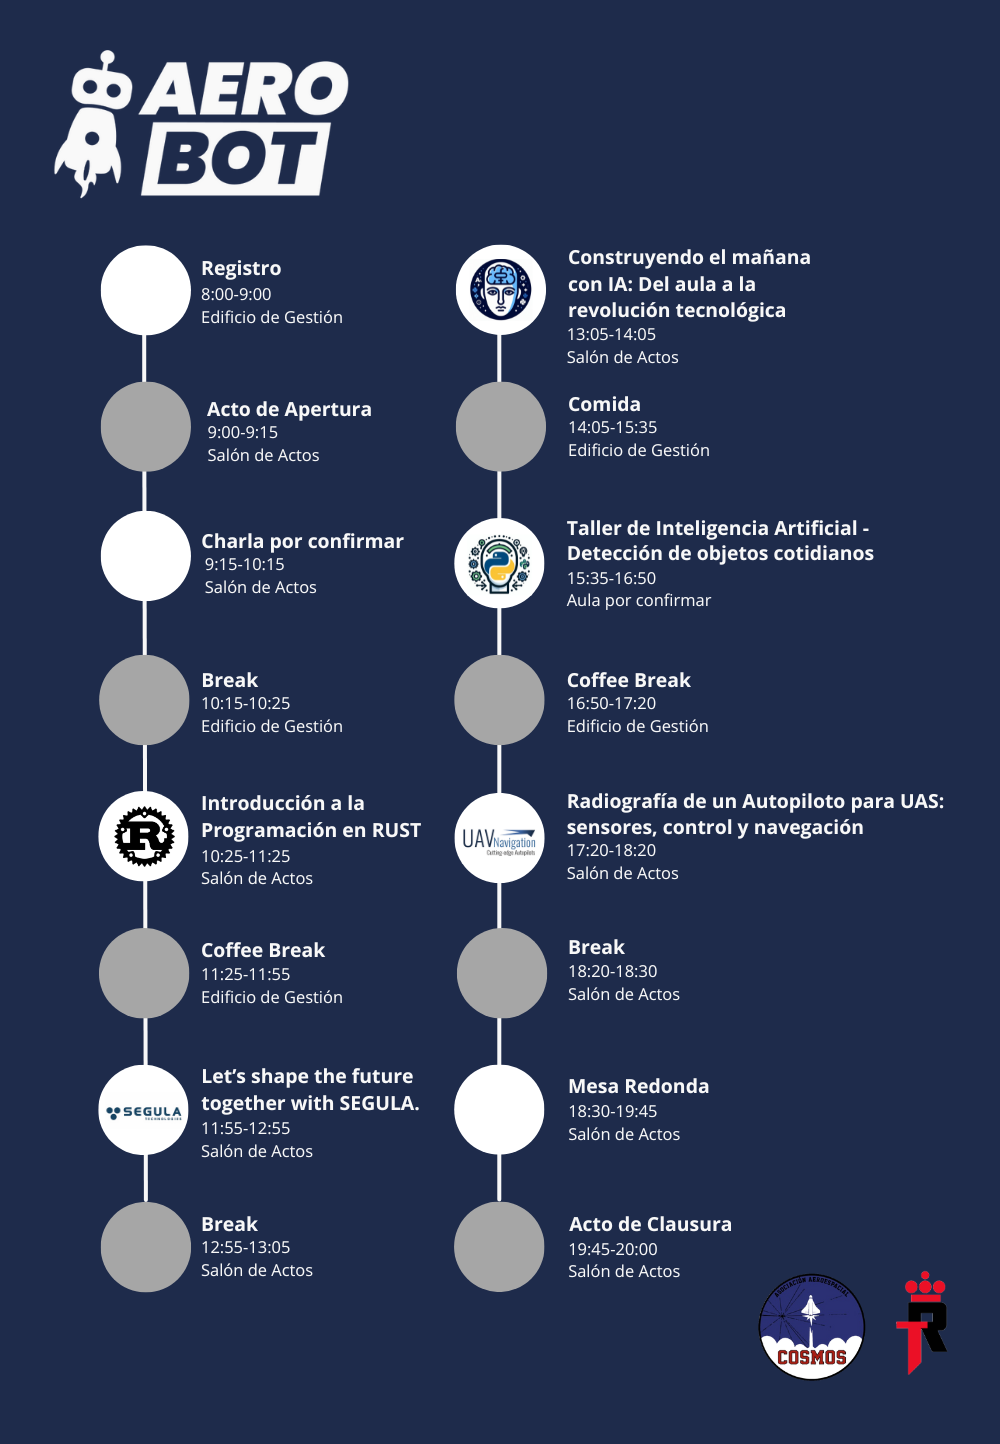 AERO
BOT
Registro
8:00-9:00
Edificio de Gestión
Acto de Apertura
9:00-9:15
Salón de Actos
Charla por confirmar
9:15-10:15
Salón de Actos
Break
10:15-10:25
Edificio de Gestión
R
Introducción a la
Programación en RUST
10:25-11:25
Salón de Actos
Coffee Break
11:25-11:55
Edificio de Gestión
SEGULA
TECHNOLOGIES
Let’s shape the future
together with SEGULA.
11:55-12:55
Salón de Actos
Break
12:55-13:05
Salón de Actos
Construyendo el mañana
con IA: Del aula a la
revolución tecnológica
13:05-14:05
Salón de Actos
Comida
14:05-15:35
Edificio de Gestión
Taller de Inteligencia Artificial -
Detección de objetos cotidianos
15:35-16:50
Aula por confirmar
Coffee Break
16:50-17:20
Edificio de Gestión
UAV Navigation
Cutting-edge Autopilots
Radiografía de un Autopiloto para UAS:
sensores, control y navegación
17:20-18:20
Salón de Actos
Break
18:20-18:30
Salón de Actos
Mesa Redonda
18:30-19:45
Salón de Actos
Acto de Clausura
19:45-20:00
Salón de Actos
ASOCIACIÓN AEROESPACIAL
COSMOS
TR